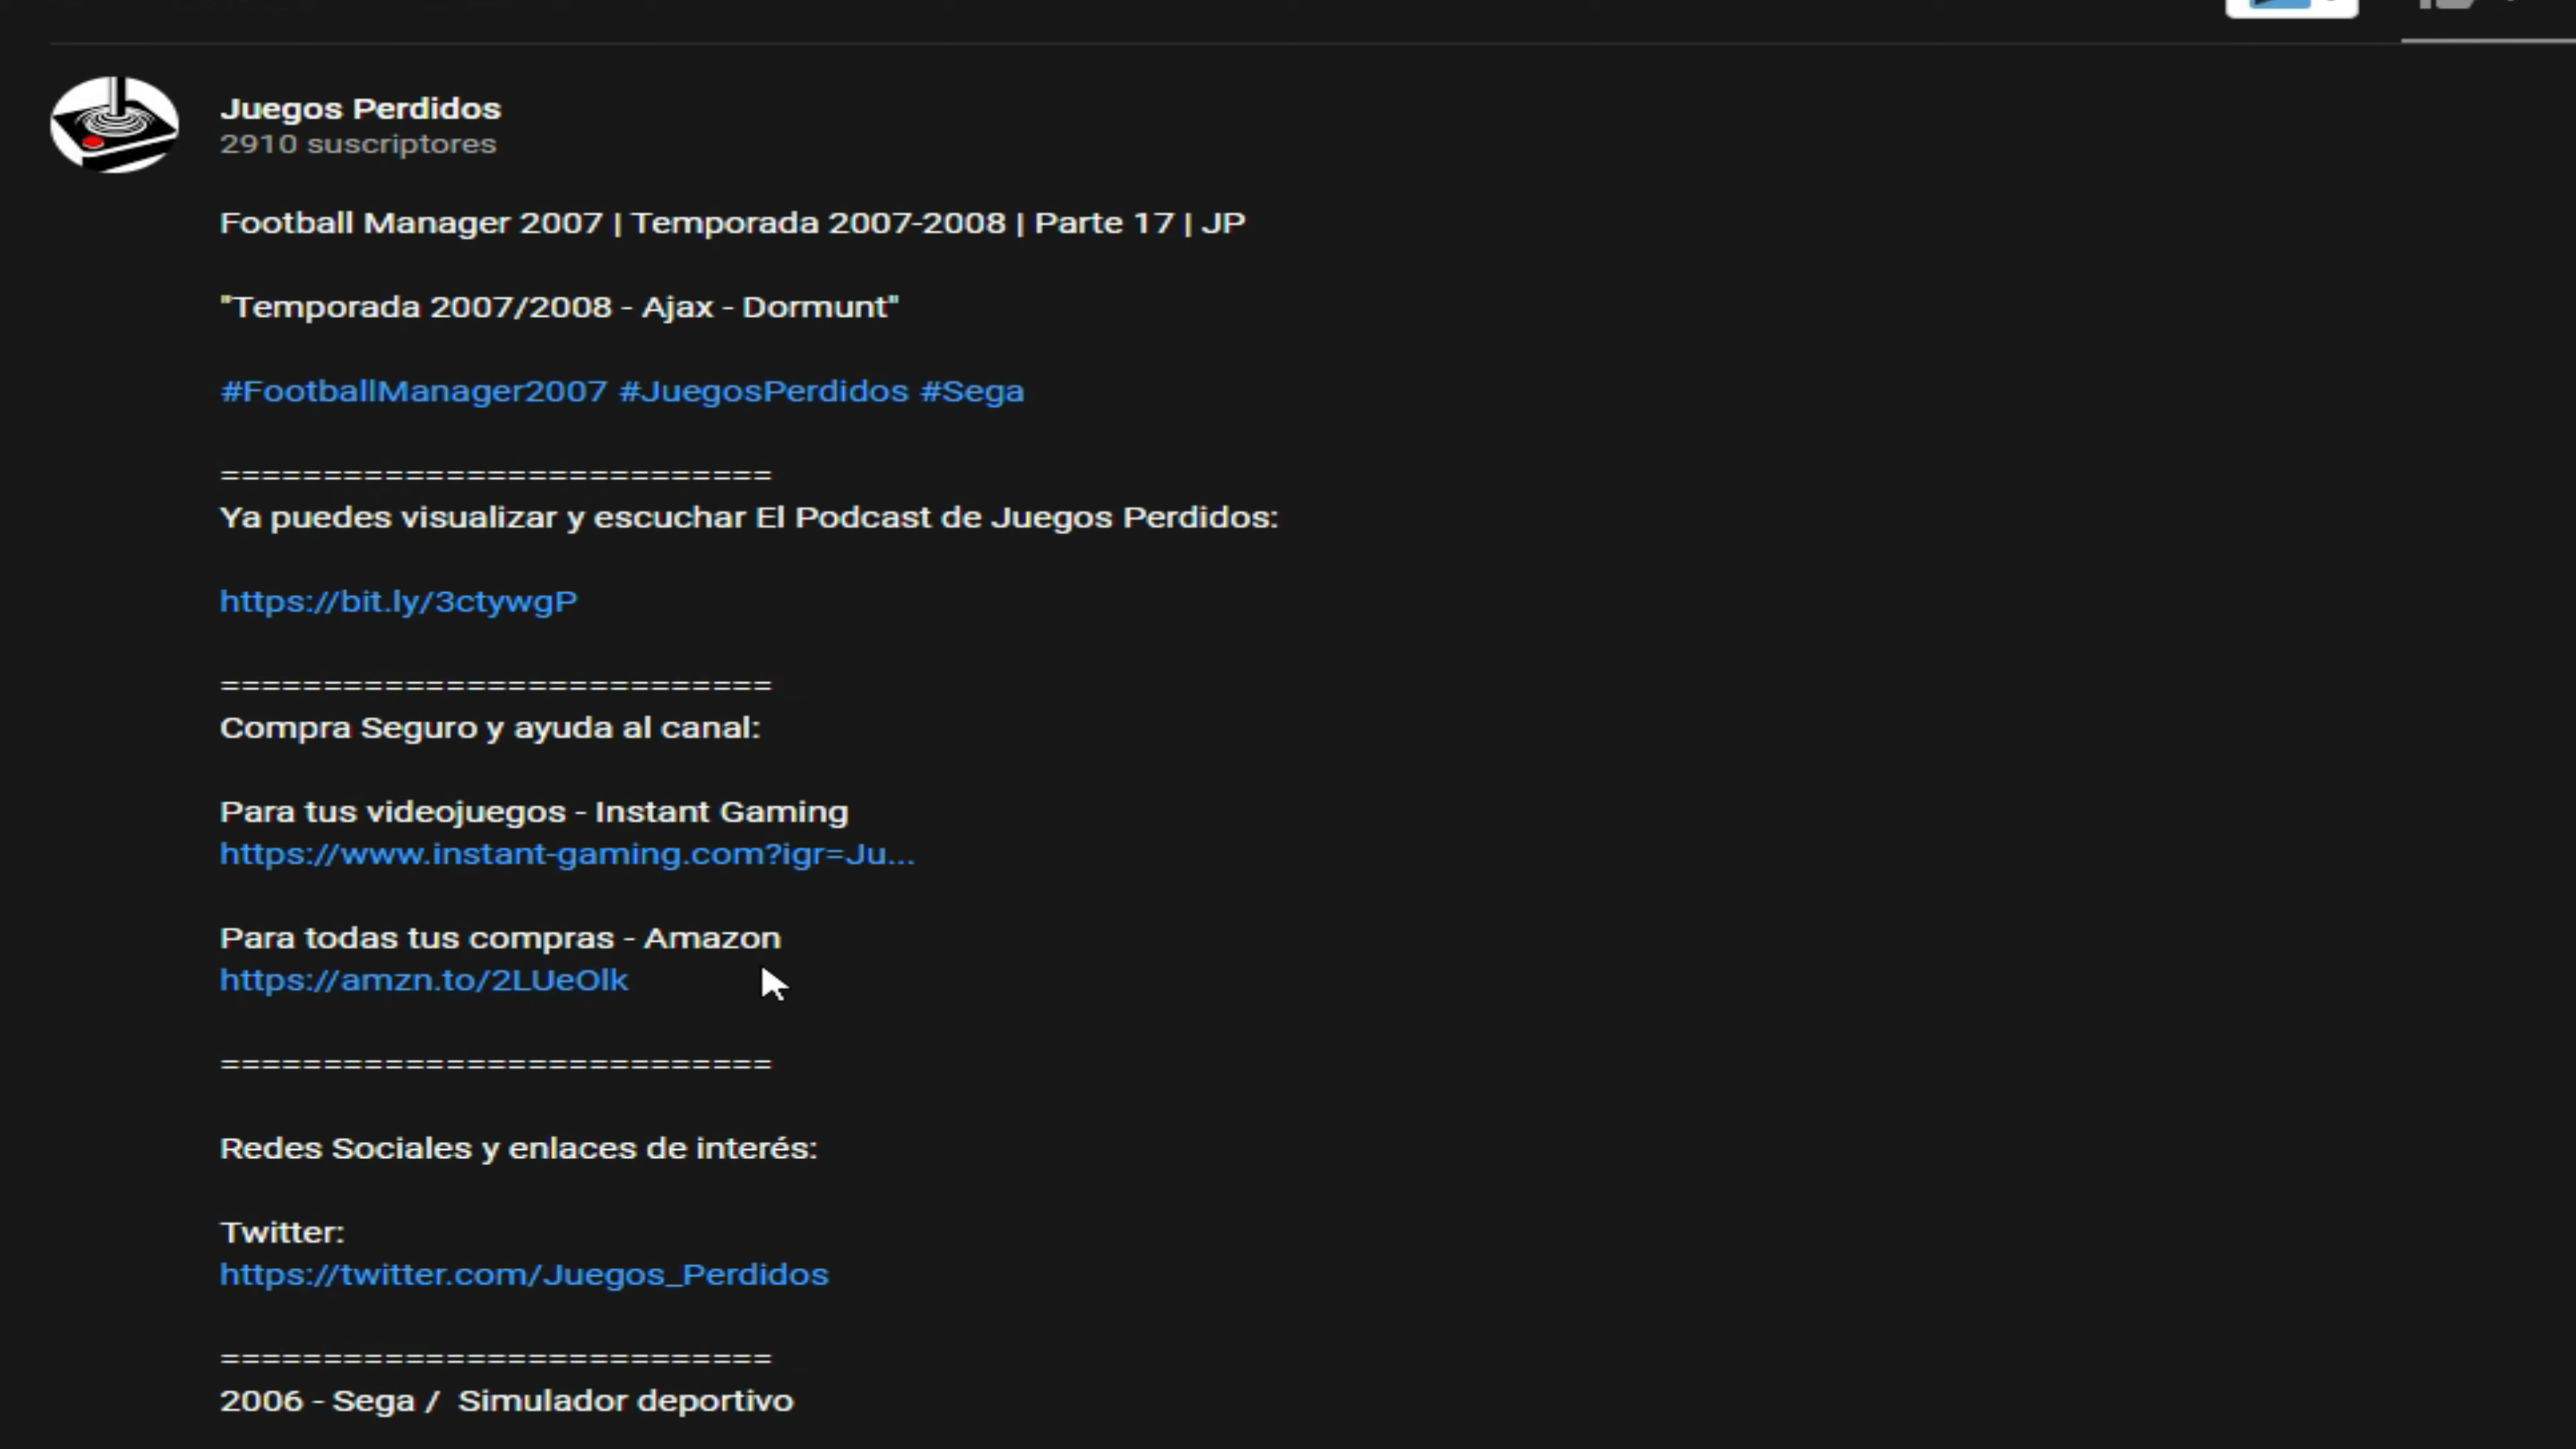 Juegos Perdidos
2910 suscriptores
Football Manager 2007 | Temporada 2007-2008 | Parte 17 | JP
"Temporada 2007/2008 - Ajax - Dormunt"
#FootballManager2007 #JuegosPerdidos #Sega
===========================
Ya puedes visualizar y escuchar El Podcast de Juegos Perdidos:
https://bit.ly/3ctywgP
===========================
Compra Seguro y ayuda al canal:
Para tus videojuegos - Instant Gaming
https://www.instant-gaming.com?igr=Ju...
Para todas tus compras - Amazon
https://amzn.to/2LUeOlk
===========================
Redes Sociales y enlaces de interés:
Twitter:
https://twitter.com/Juegos_Perdidos
===========================
2006 - Sega /  Simulador deportivo